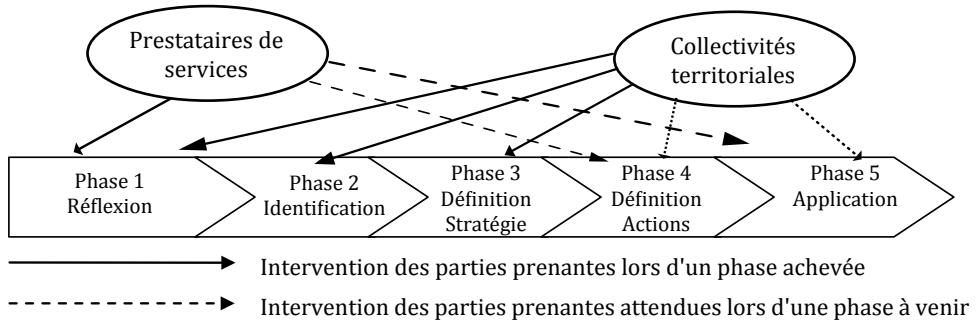 Prestataires de
services
Collectivités
territoriales
Phase 1
Réflexion
Phase 2
Identification
Phase 3
Définition
Stratégie
Phase 4
Définition
Actions
Phase 5
Application
Intervention des parties prenantes lors d'un phase achevée
Intervention des parties prenantes attendues lors d'une phase à venir